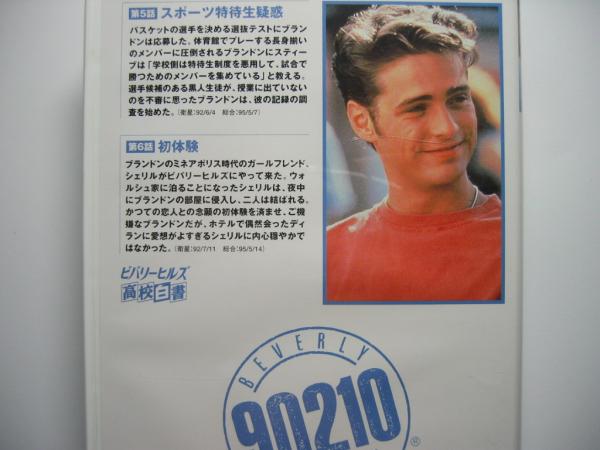 第5話 スポーツ特待生疑惑
バスケットの選手を決める選抜テストにブラン
ドンは応募した。体育館でプレーする長身揃い
のメンバーに圧倒されるブランドンにスティー
ブは「学校側は特待生制度を悪用して、試合で
勝つためのメンバーを集めている」と教える。
選手候補のある黒人生徒が、授業に出ていない
のを不審に思ったブランドンは、彼の記録の調
査を始めた。(衛星:92/6/4 総合:95/5/7)
第6話 初体験
ブランドンのミネアポリス時代のガールフレンド、
シェリルがビバリーヒルズにやって来た。ウォ
ルシュ家に泊ることになったシェリルは、夜中
にブランドンの部屋に侵入し、二人は結ばれる。
かつての恋人との念願の初体験を済ませ、ご機
嫌なブランドンだが、ホテルで偶然会ったディ
ランに愛想がよすぎるシェリルに内心穏やかで
はなかった。(衛星:92/7/11 総合:95/5/14)
ビバリーヒルズ
高校白書
BEVERLY
90210
®